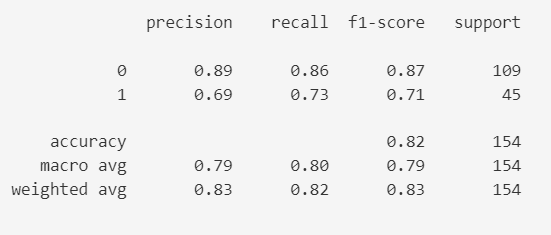 precision recall f1-score support
0 0.89 0.86 0.87 109
1 0.69 0.73 0.71 45
accuracy 0.82 154
macro avg 0.79 0.80 0.79 154
weighted avg 0.83 0.82 0.83 154